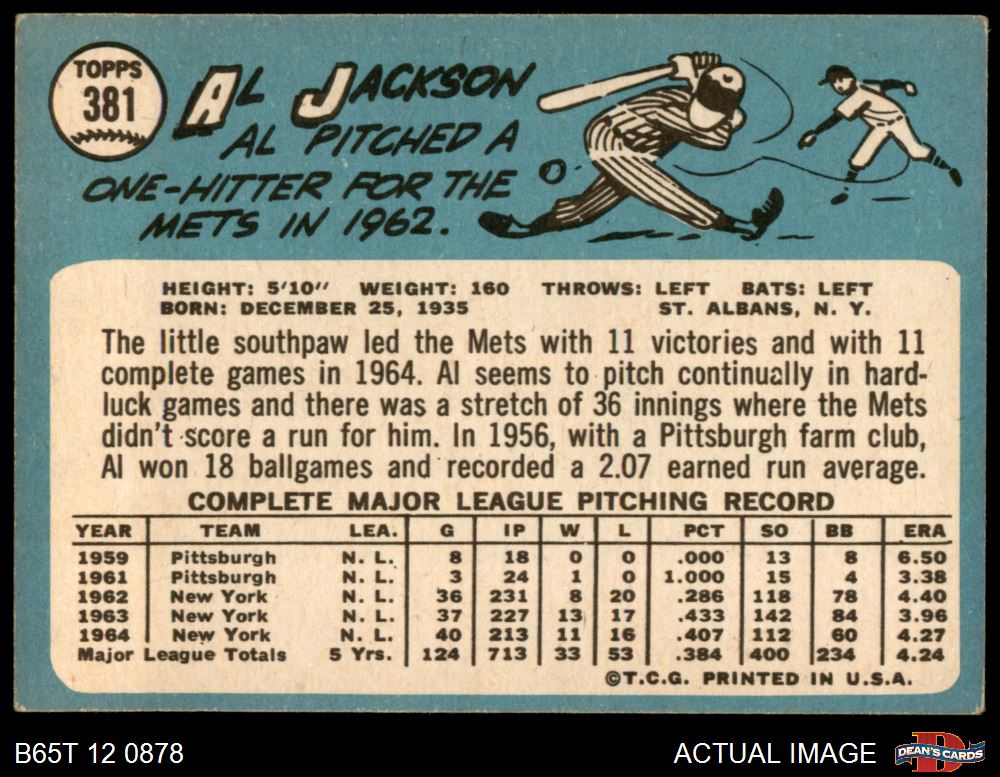 TOPPS
381
AL JACKSON
AL PITCHED A
ONE-HITTER FOR THE
METS IN 1962.
HEIGHT: 5'10" WEIGHT: 160 THROWS: LEFT BATS: LEFT
BORN: DECEMBER 25, 1935 ST. ALBANS, N. Y.
The little southpaw led the Mets with 11 victories and with 11
complete games in 1964. Al seems to pitch continually in hard-
luck games and there was a stretch of 36 innings where the Mets
didn't score a run for him. In 1956, with a Pittsburgh farm club,
Al won 18 ballgames and recorded a 2.07 earned run average.
COMPLETE MAJOR LEAGUE PITCHING RECORD
YEAR TEAM LEA. G IP W L PCT SO BB ERA
1959 Pittsburgh N. L. 8 18 0 0 .000 13 8 6.50
1961 Pittsburgh N. L. 3 24 1 0 1.000 15 4 3.38
1962 New York N. L. 36 231 8 20 .286 118 78 4.40
1963 New York N. L. 37 227 13 17 .433 142 84 3.96
1964 New York N. L. 40 213 11 16 .407 112 60 4.27
Major League Totals 5 Yrs. 124 713 33 53 .384 400 234 4.24
©T.C.G. PRINTED IN U.S.A.
B65T 12 0878 ACTUAL IMAGE DEAN'S CARDS